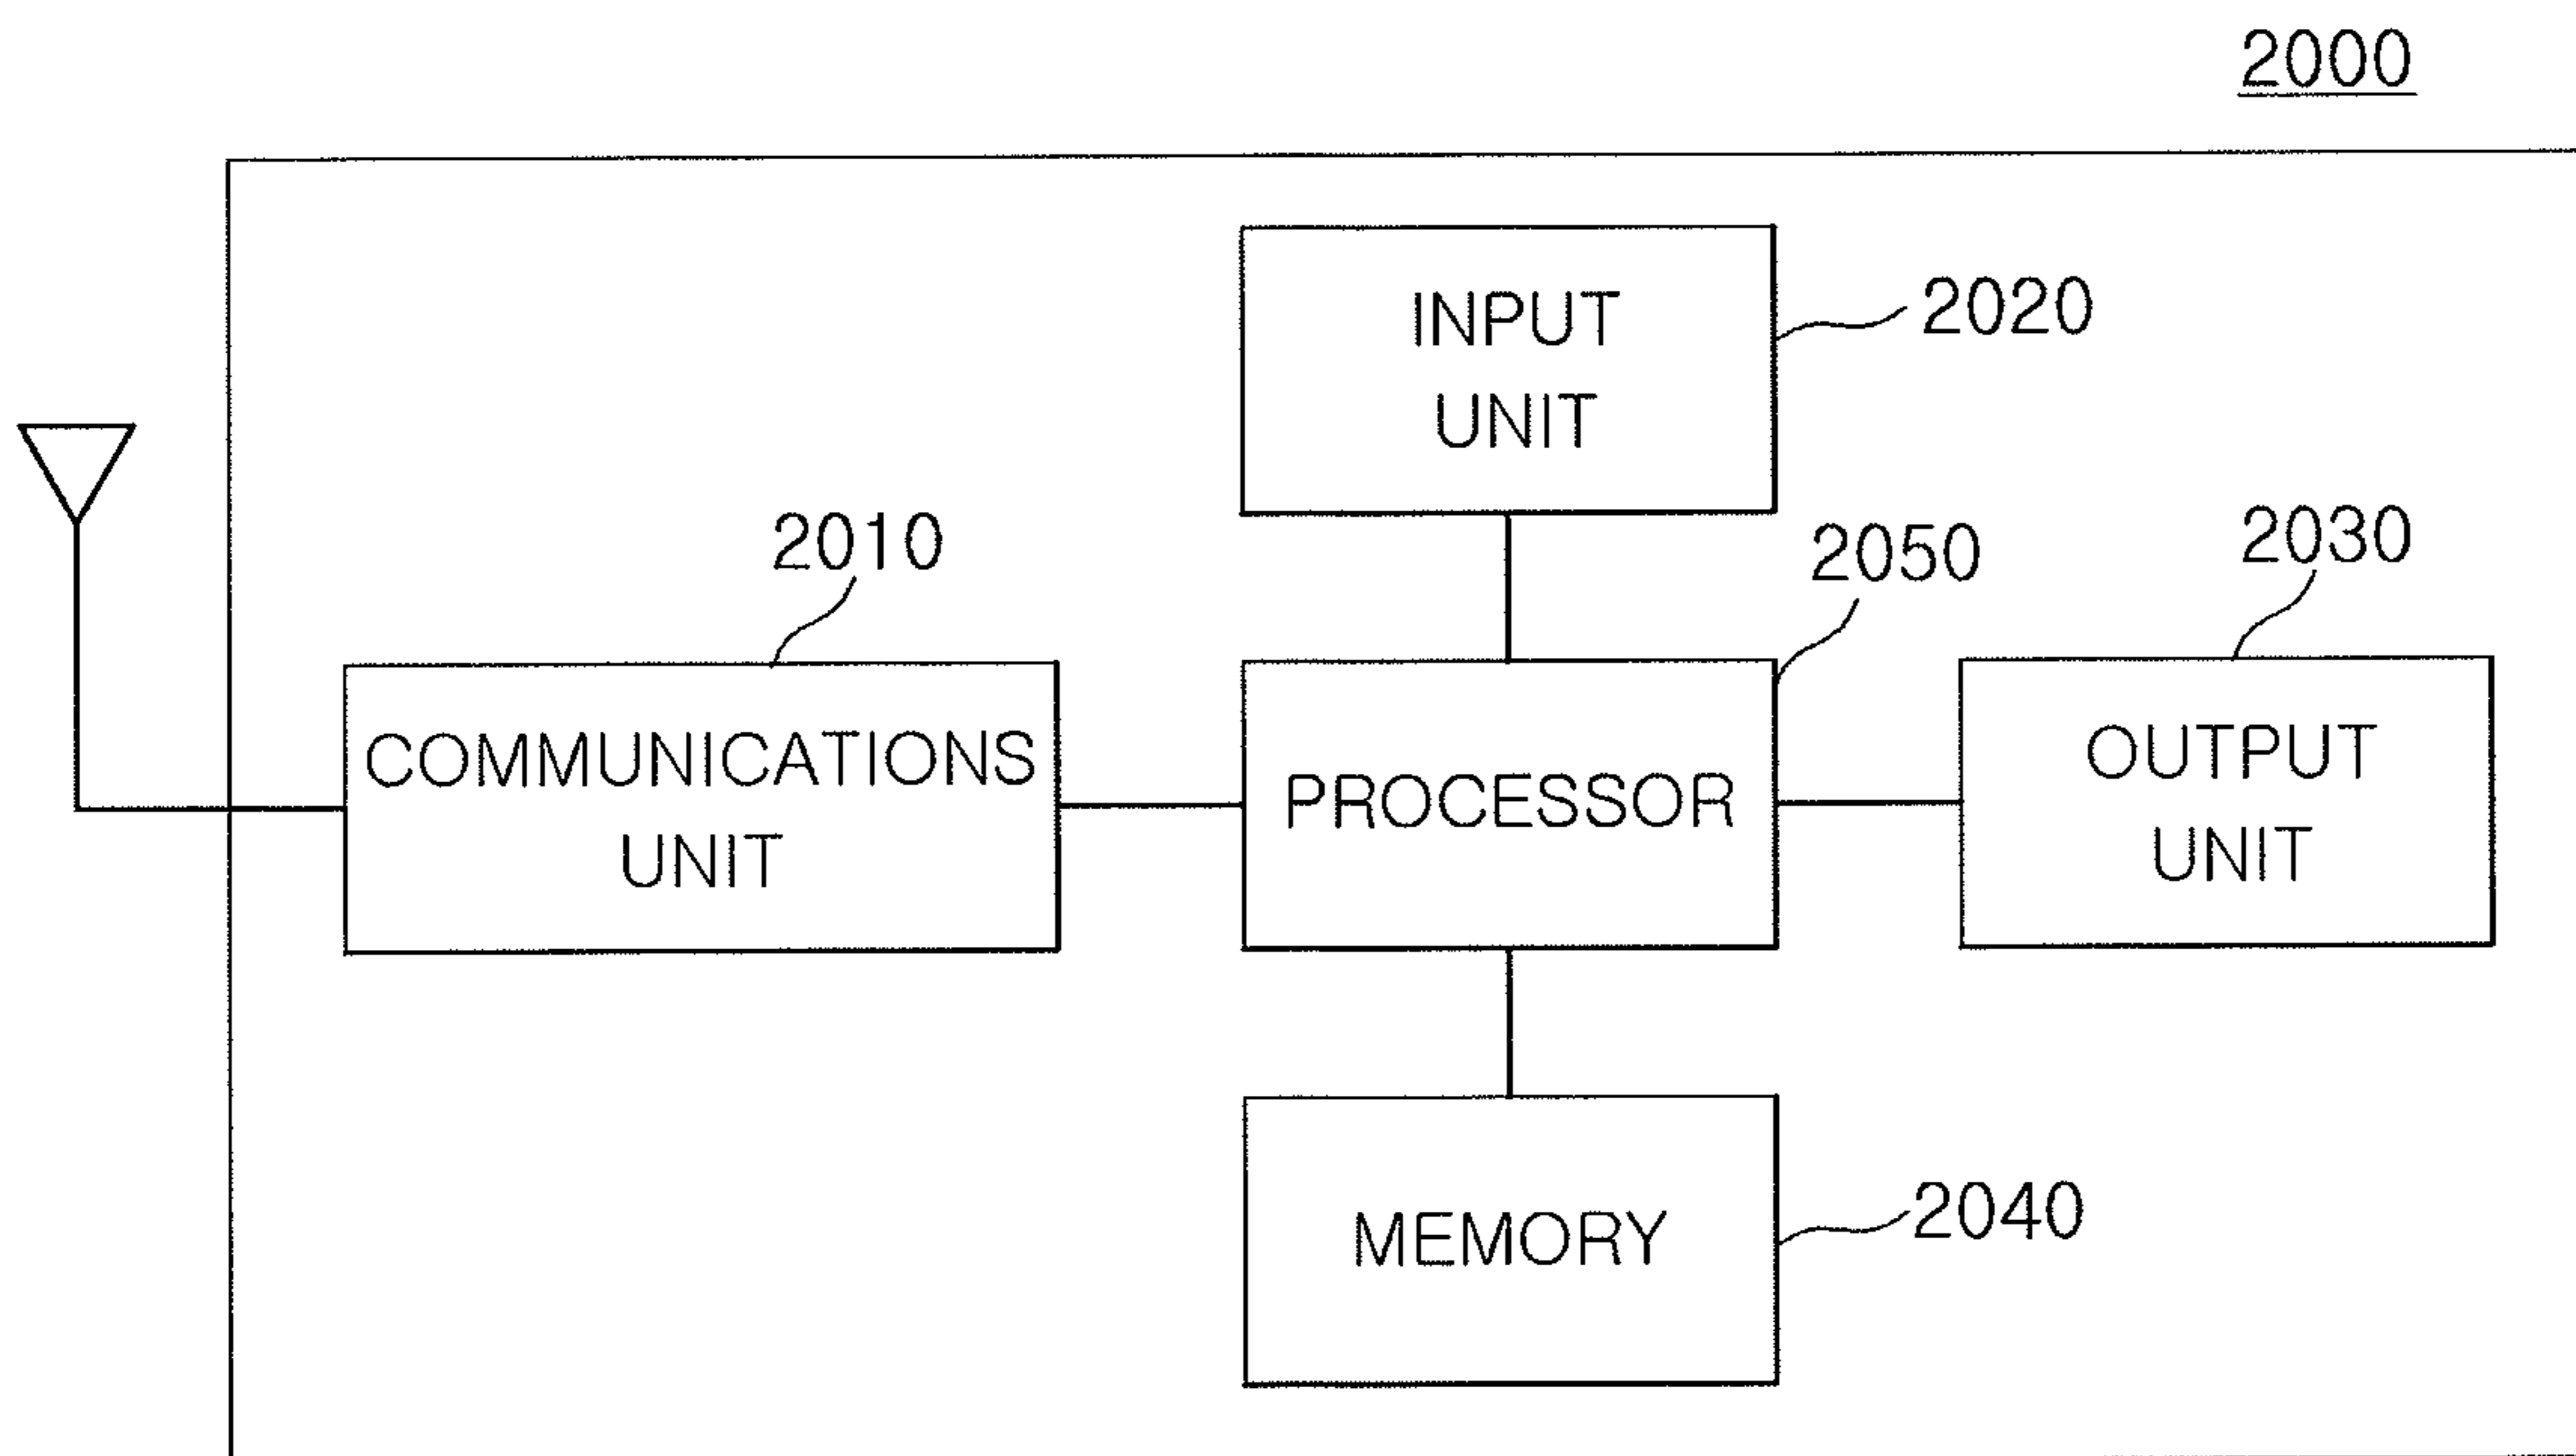 2000
INPUT
UNIT
2020
2010
2050
2030
COMMUNICATIONS
UNIT
PROCESSOR
OUTPUT
UNIT
MEMORY
2040